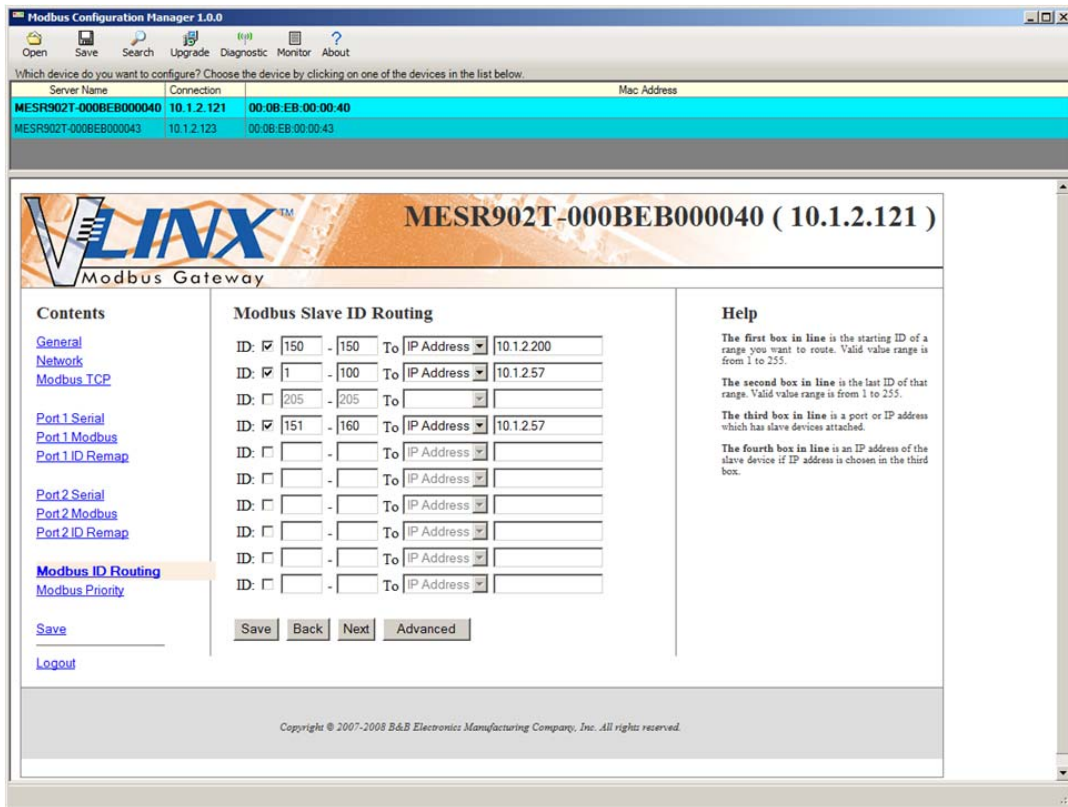 Modbus Configuration Manager 1.0.0
Open Save Search Upgrade Diagnostic Monitor About
Which device do you want to configure? Choose the device by clicking on one of the devices in the list below.
Server Name Connection Mac Address
MESR902T-000BEB000040 10.1.2.121 00:0B:EB:00:00:40
MESR902T-000BEB000043 10.1.2.123 00:0B:EB:00:00:43
VLINX™
Modbus Gateway
MESR902T-000BEB000040 ( 10.1.2.121 )
Contents
General
Network
Modbus TCP
Port 1 Serial
Port 1 Modbus
Port 1 ID Remap
Port 2 Serial
Port 2 Modbus
Port 2 ID Remap
Modbus ID Routing
Modbus Priority
Save
Logout
Modbus Slave ID Routing
ID: 150 - 150 To IP Address 10.1.2.200
ID: 1 - 100 To IP Address 10.1.2.57
ID: 205 - 205 To
ID: 151 - 160 To IP Address 10.1.2.57
ID: - To IP Address
ID: - To IP Address
ID: - To IP Address
ID: - To IP Address
ID: - To IP Address
ID: - To IP Address
Save Back Next Advanced
Help
The first box in line is the starting ID of a
range you want to route. Valid value range is
from 1 to 255.
The second box in line is the last ID of that
range. Valid value range is from 1 to 255.
The third box in line is a port or IP address
which has slave devices attached.
The fourth box in line is an IP address of the
slave device if IP address is chosen in the third
box.
Copyright © 2007-2008 B&B Electronics Manufacturing Company, Inc. All rights reserved.